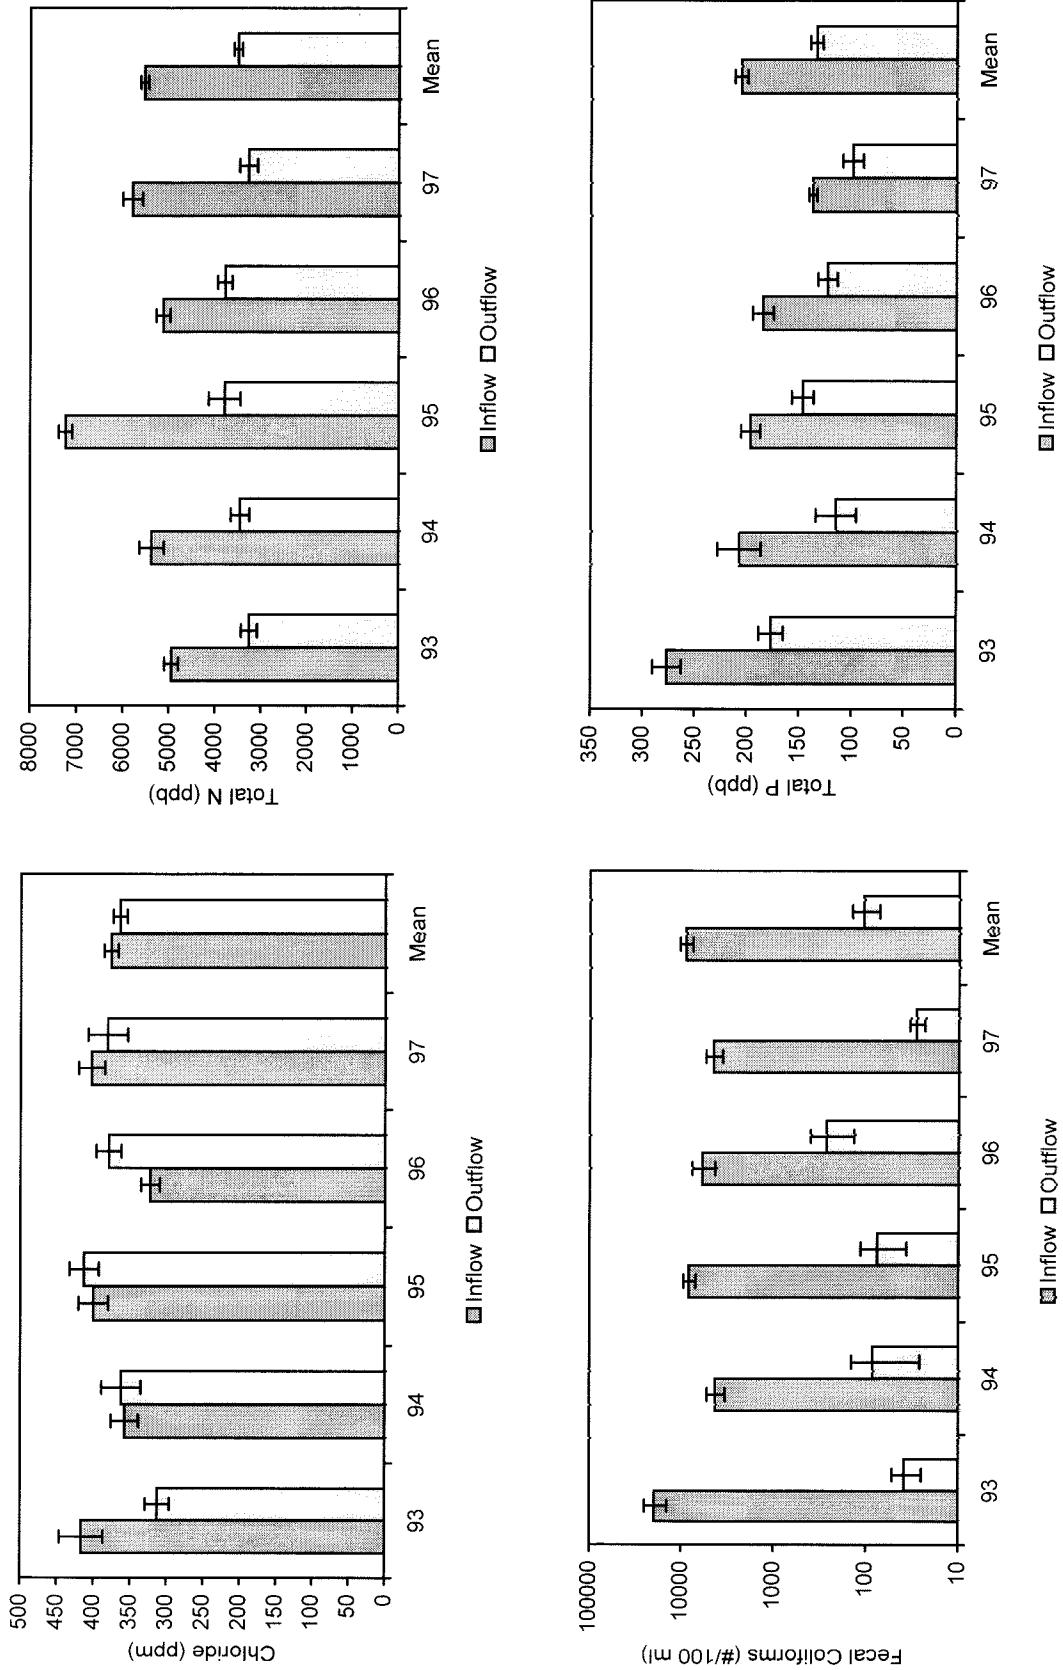 Chloride (ppm)
500
450
400
350
300
250
200
150
100
50
0
93 94 95 96 97 Mean
Inflow Outflow
Total N (ppb)
8000
7000
6000
5000
4000
3000
2000
1000
0
93 94 95 96 97 Mean
Inflow Outflow
Fecal Coliforms (#/100 ml)
100000
10000
1000
100
10
93 94 95 96 97 Mean
Inflow Outflow
Total P (ppb)
350
300
250
200
150
100
50
0
93 94 95 96 97 Mean
Inflow Outflow